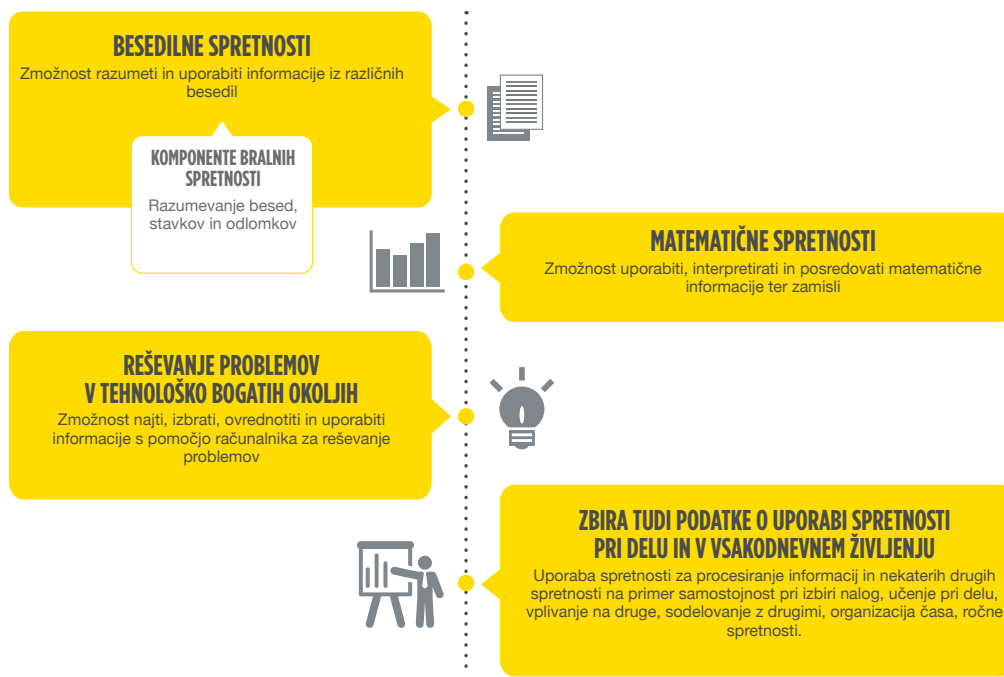 BESEDILNE SPRETNOSTI
Zmožnost razumeti in uporabiti informacije iz različnih
besedil
KOMPONENTE BRALNIH
SPRETNOSTI
Razumevanje besed,
stavkov in odlomkov
MATEMATIČNE SPRETNOSTI
Zmožnost uporabiti, interpretirati in posredovati matematične
informacije ter zamisli
REŠEVANJE PROBLEMOV
V TEHNOLOŠKO BOGATIH OKOLJIH
Zmožnost najti, izbrati, ovrednotiti in uporabiti
informacije s pomočjo računalnika za reševanje
problemov
ZBIRA TUDI PODATKE O UPORABI SPRETNOSTI
PRI DELU IN V VSAKODNEVNEM ŽIVLJENJU
Uporaba spretnosti za procesiranje informacij in nekaterih drugih
spretnosti na primer samostojnost pri izbiri nalog, učenje pri delu,
vplivanje na druge, sodelovanje z drugimi, organizacija časa, ročne
spretnosti.